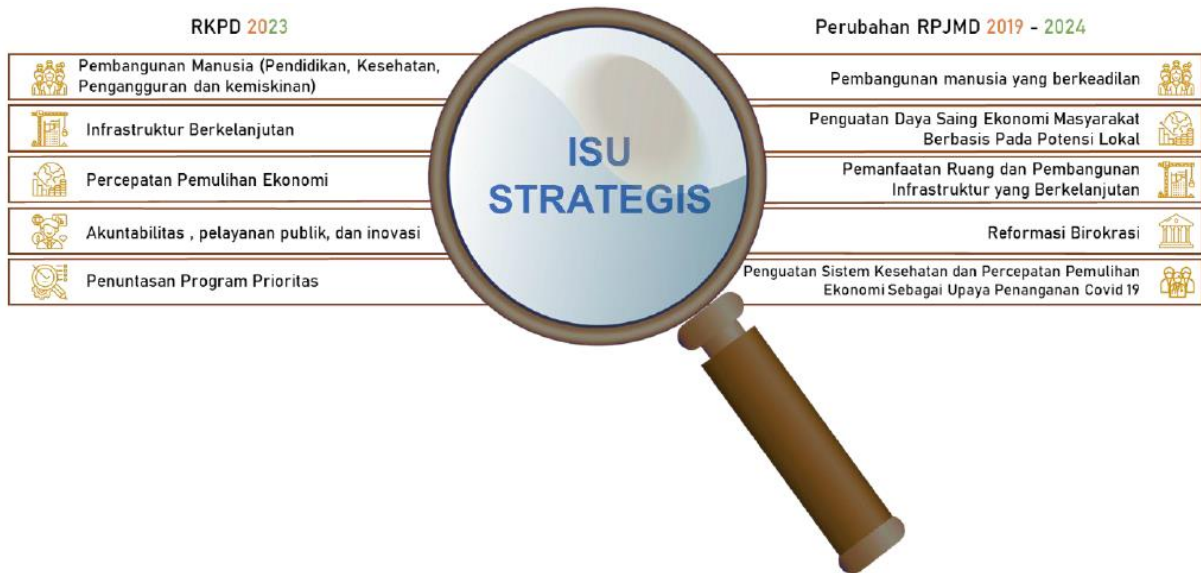 RKPD 2023
Pembangunan Manusia (Pendidikan, Kesehatan,
Pengangguran dan kemiskinan)
Infrastruktur Berkelanjutan
Percepatan Pemulihan Ekonomi
Akuntabilitas , pelayanan publik, dan inovasi
Penuntasan Program Prioritas
ISU
STRATEGIS
Perubahan RPJMD 2019 - 2024
Pembangunan manusia yang berkeadilan
Penguatan Daya Saing Ekonomi Masyarakat
Berbasis Pada Potensi Lokal
Pemanfaatan Ruang dan Pembangunan
Infrastruktur yang Berkelanjutan
Reformasi Birokrasi
Penguatan Sistem Kesehatan dan Percepatan Pemulihan
Ekonomi Sebagai Upaya Penanganan Covid 19